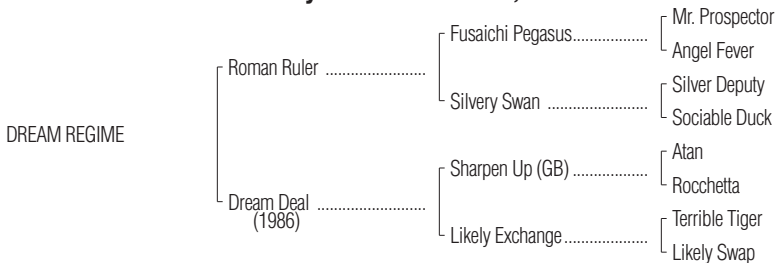 Mr. Prospector
Fusaichi Pegasus.................
Angel Fever
Roman Ruler .........................
Silver Deputy
Silvery Swan ......................
Sociable Duck
DREAM REGIME
Atan
Sharpen Up (GB) .................
Rocchetta
Dream Deal ...........................
(1986)
Terrible Tiger
Likely Exchange...................
Likely Swap